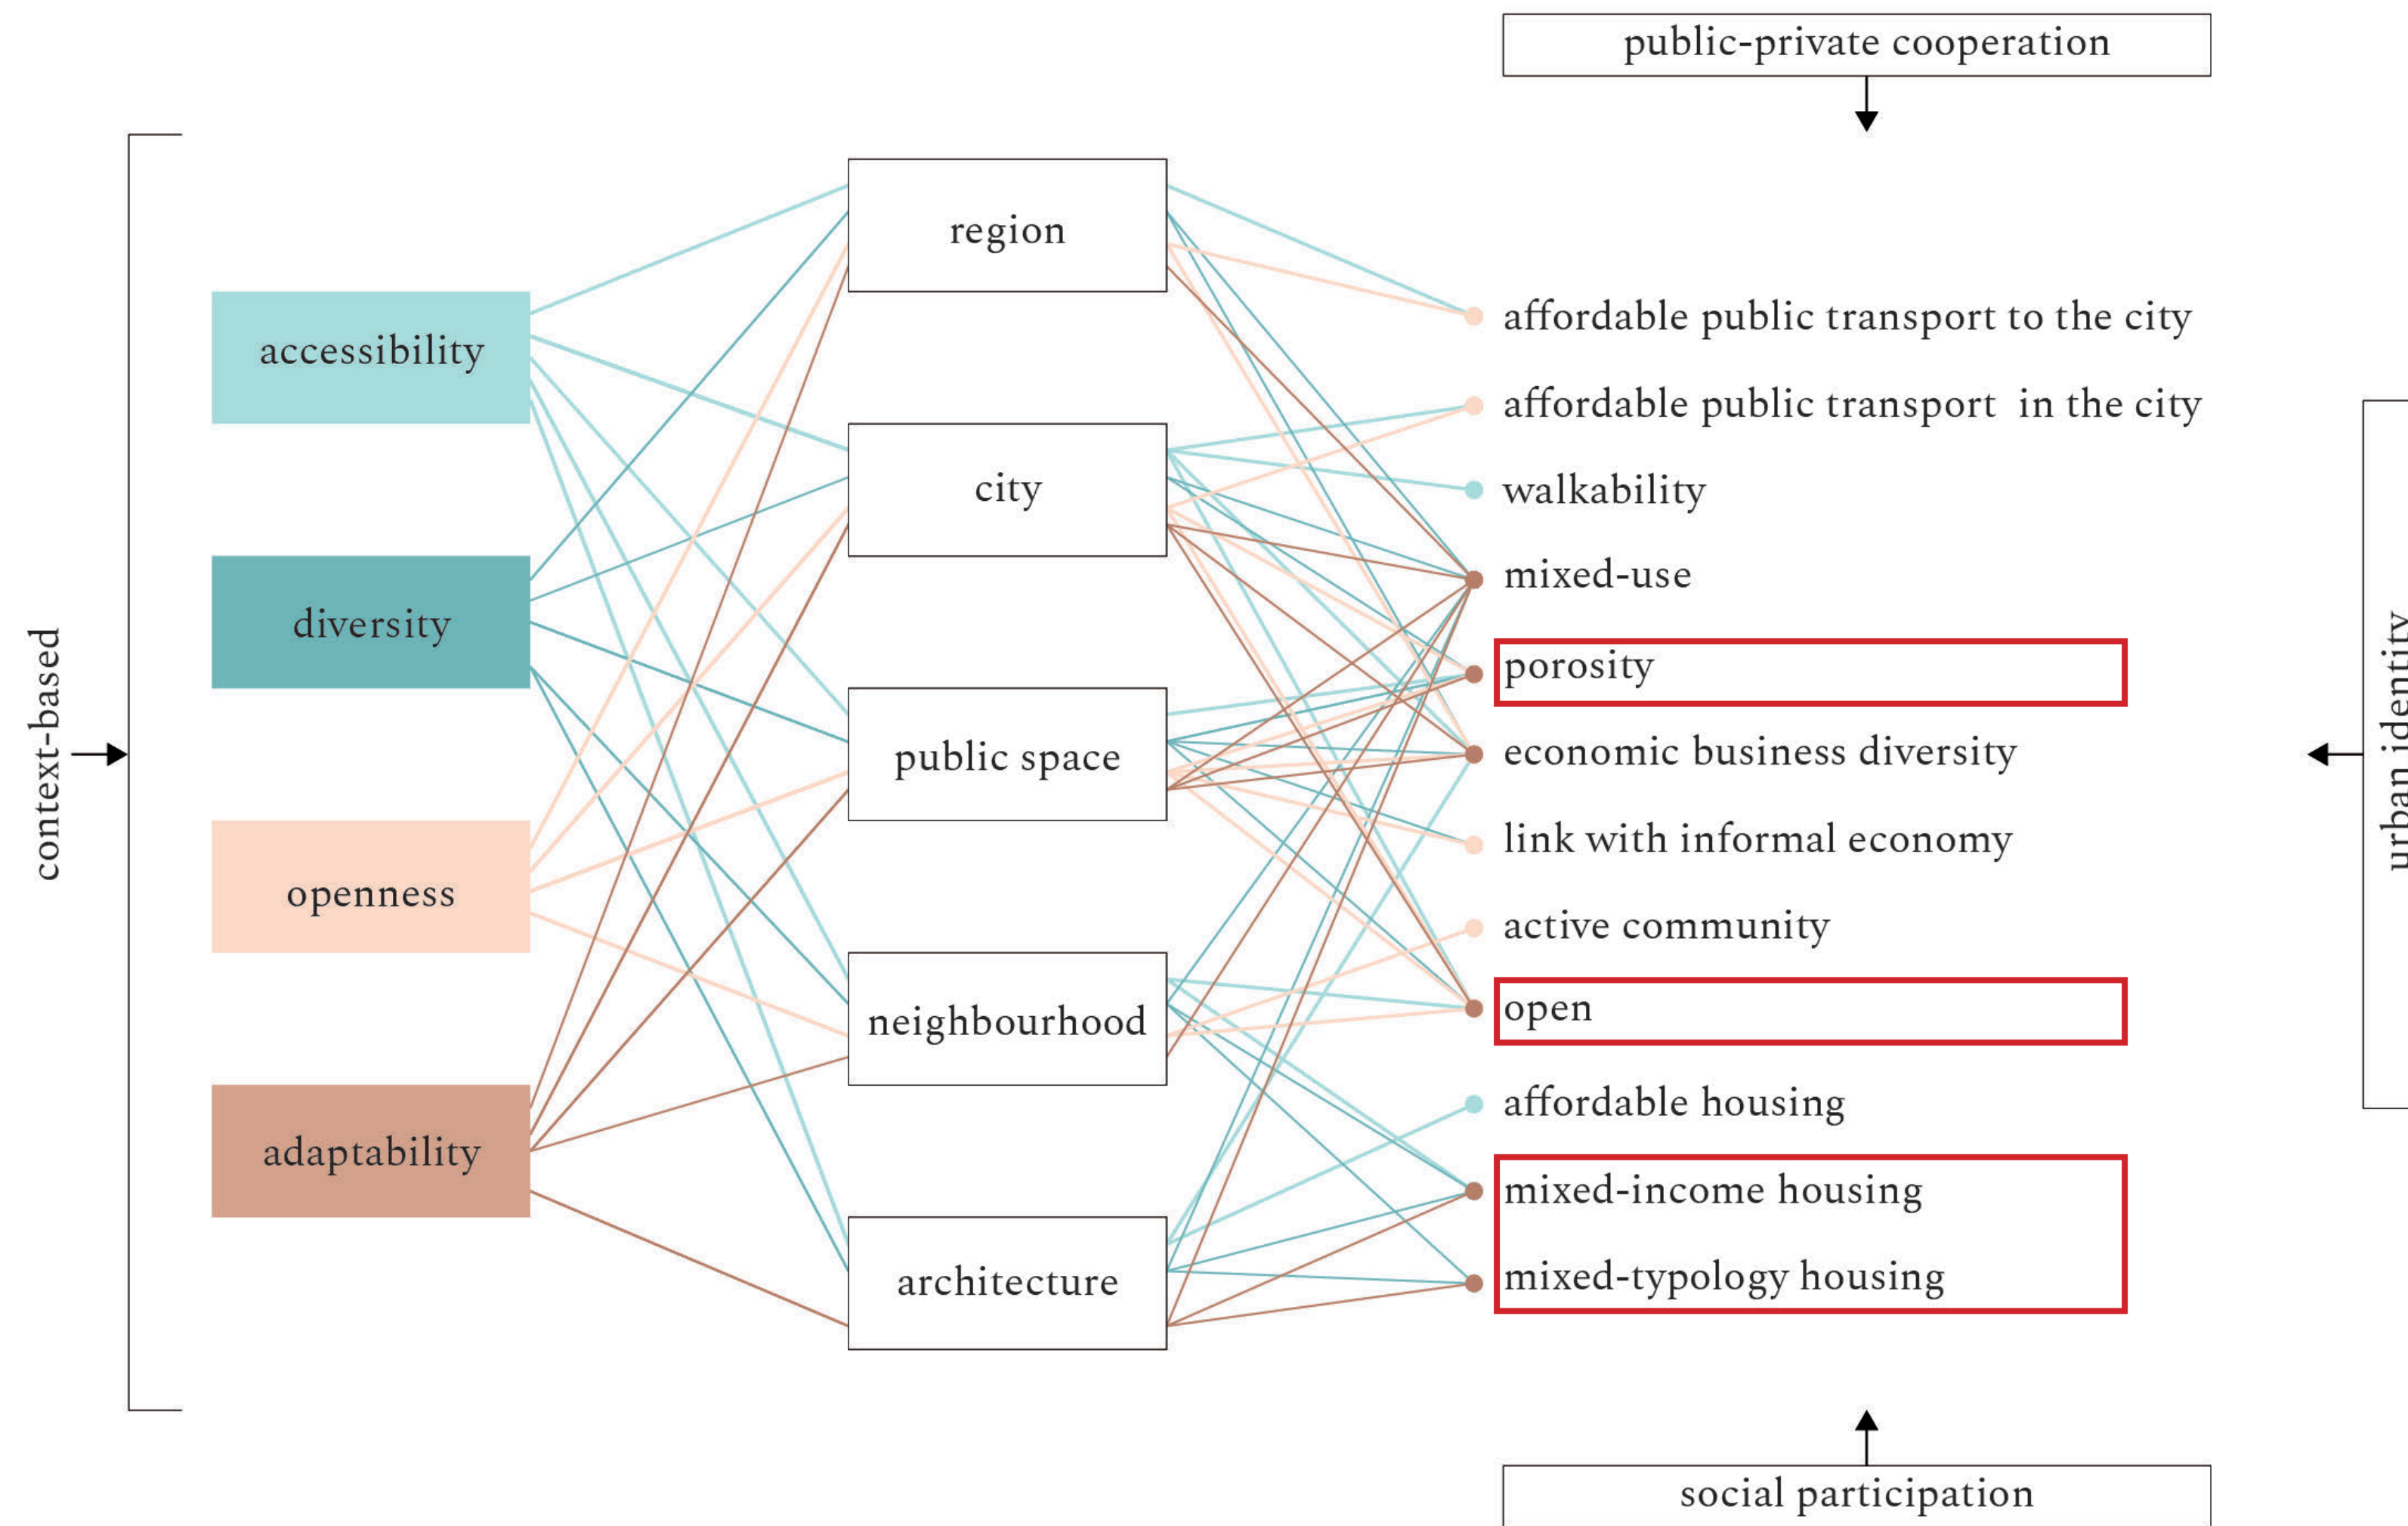 public-private cooperation
context-based
accessibility
diversity
openness
adaptability
region
city
public space
neighbourhood
architecture
affordable public transport to the city
affordable public transport in the city
walkability
mixed-use
porosity
economic business diversity
link with informal economy
active community
open
affordable housing
mixed-income housing
mixed-typology housing
urban identity
social participation